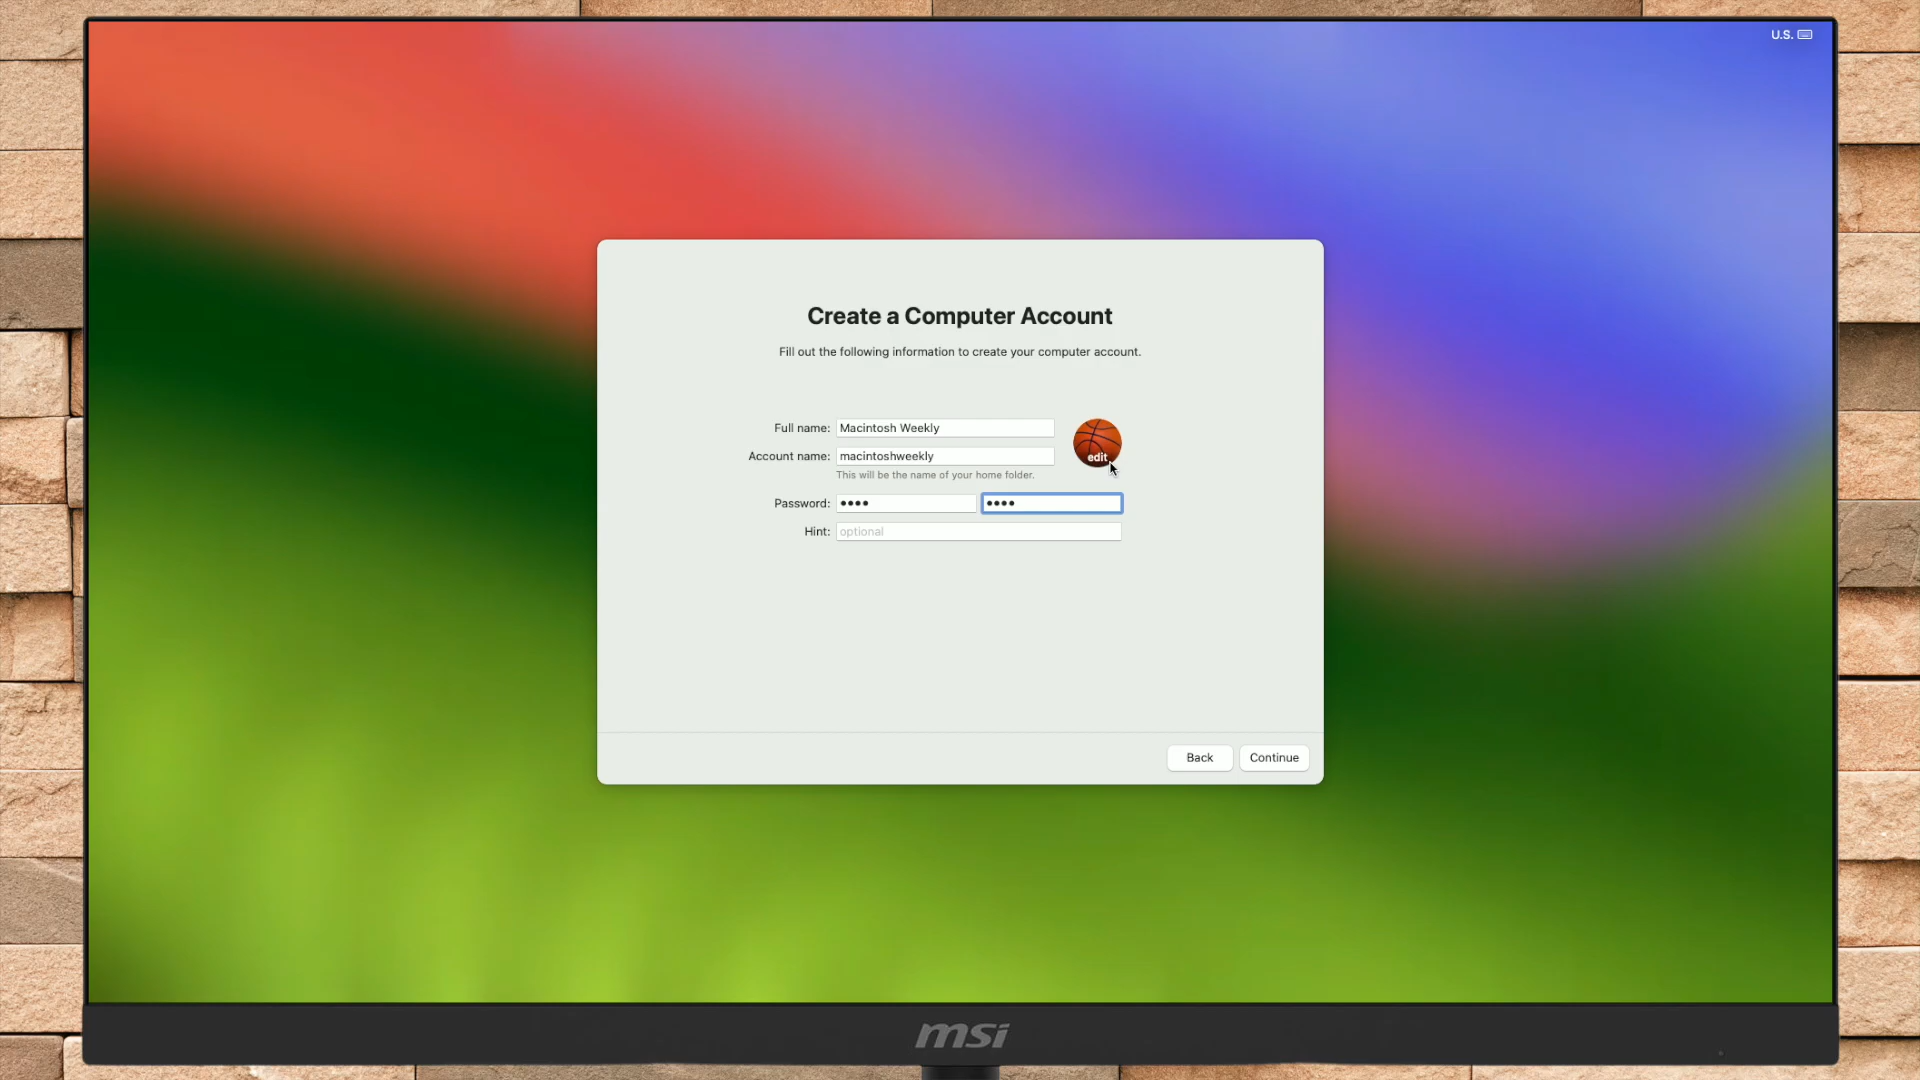 U.S.
Create a Computer Account
Fill out the following information to create your computer account.
Full name: Macintosh Weekly
Account name: macintoshweekly
edit
This will be the name of your home folder.
Password: •••• ••••
Hint: optional
Back Continue
msi